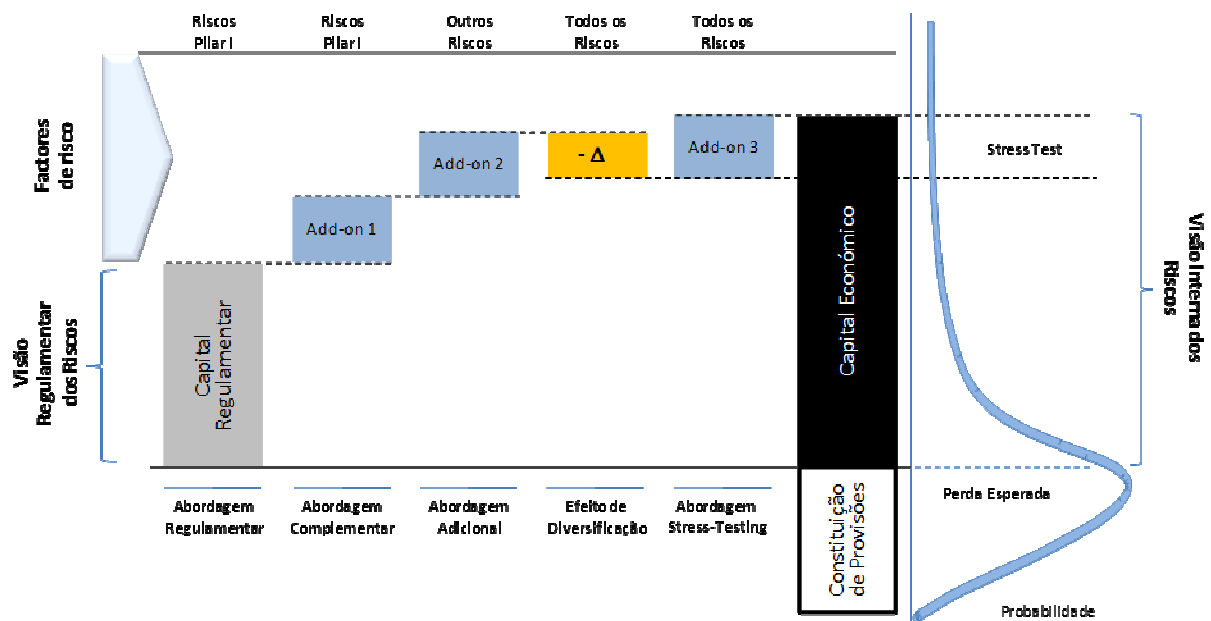 Riscos
Pilar I
Riscos
Pilar I
Outros
Riscos
Todos os
Riscos
Todos os
Riscos
Factores
de risco
Visão
Regulamentar
dos Riscos
Capital
Regulamentar
Add-on 1
Add-on 2
- Δ
Add-on 3
Capital Económico
Constituição
de Provisões
Stress Test
Visão Interna dos
Riscos
Perda Esperada
Probabilidade
Abordagem
Regulamentar
Abordagem
Complementar
Abordagem
Adicional
Efeito de
Diversificação
Abordagem
Stress-Testing